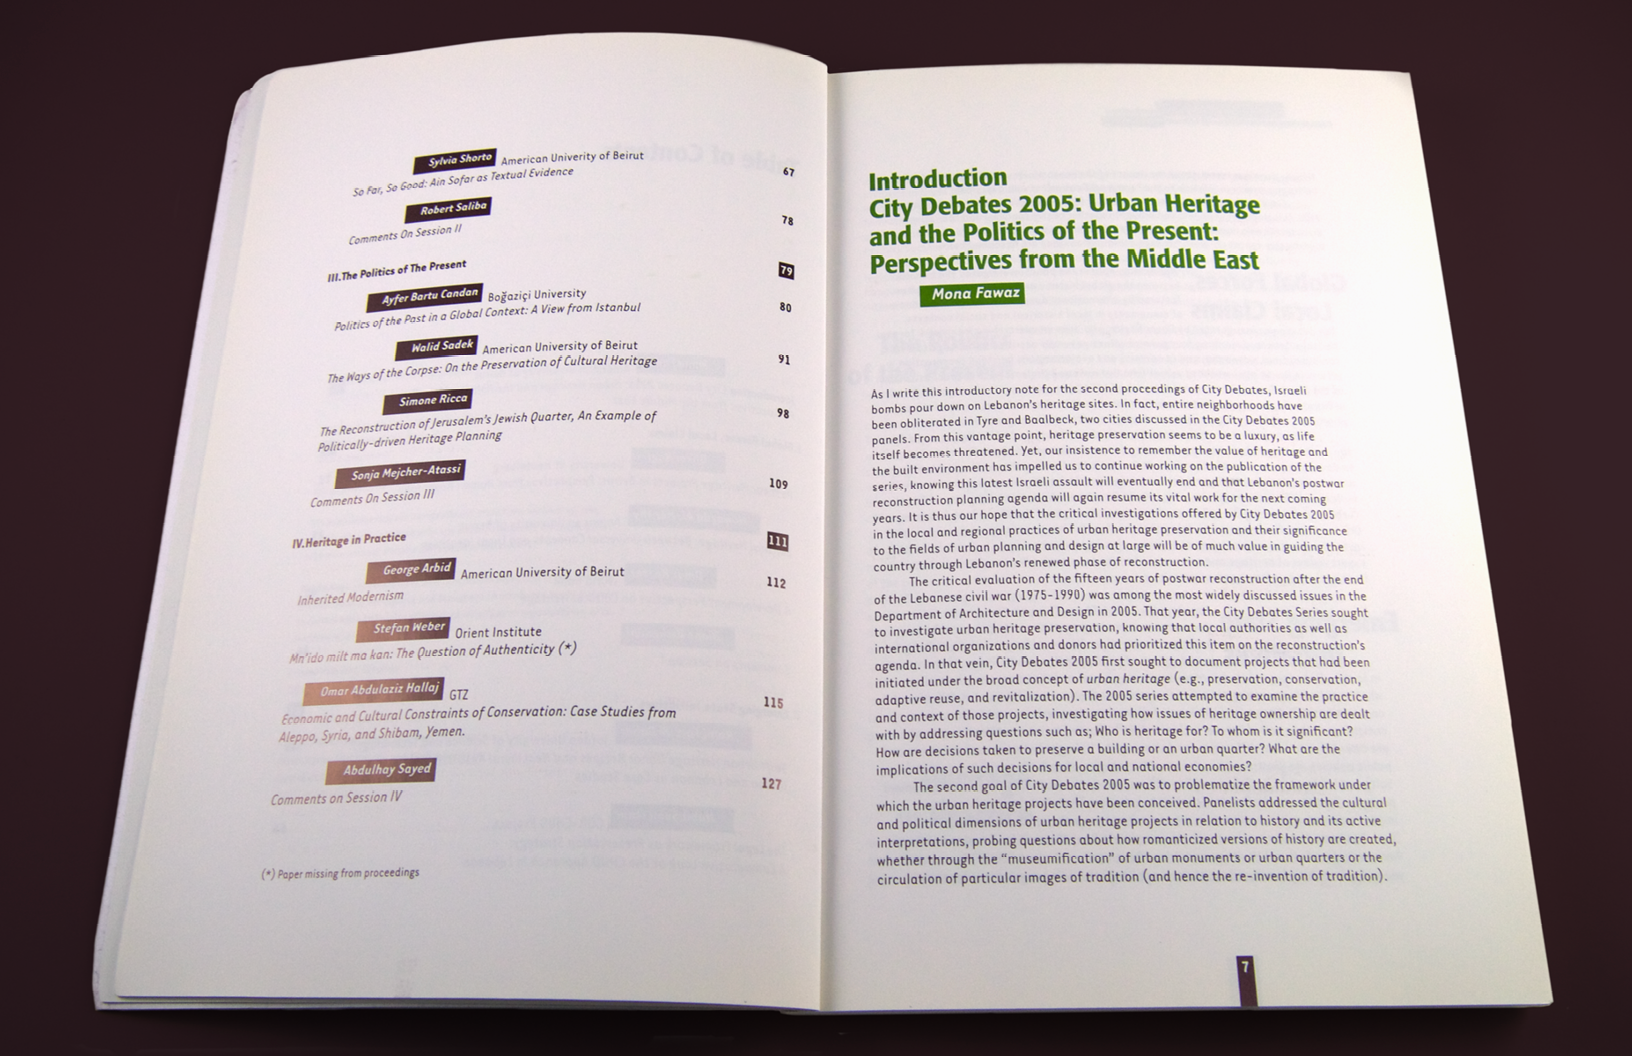 Sylvia Shorto American Univerity of Beirut
So Far, So Good: Ain Sofar as Textual Evidence 67
Robert Saliba
Comments On Session II 78
III.The Politics of The Present 79
Ayfer Bartu Candan Boğaziçi University
Politics of the Past in a Global Context: A View from Istanbul 80
Walid Sadek American University of Beirut
The Ways of the Corpse: On the Preservation of Cultural Heritage 91
Simone Ricca
The Reconstruction of Jerusalem's Jewish Quarter, An Example of 98
Politically-driven Heritage Planning
Sonja Mejcher-Atassi
Comments On Session III 109
IV.Heritage in Practice 111
George Arbid American University of Beirut 112
Inherited Modernism
Stefan Weber Orient Institute
Mn'ido milt ma kan: The Question of Authenticity (*)
Omar Abdulaziz Hallaj GTZ 115
Economic and Cultural Constraints of Conservation: Case Studies from
Aleppo, Syria, and Shibam, Yemen.
Abdulhay Sayed 127
Comments on Session IV
(*) Paper missing from proceedings
Introduction
City Debates 2005: Urban Heritage
and the Politics of the Present:
Perspectives from the Middle East
Mona Fawaz
As I write this introductory note for the second proceedings of City Debates, Israeli
bombs pour down on Lebanon's heritage sites. In fact, entire neighborhoods have
been obliterated in Tyre and Baalbeck, two cities discussed in the City Debates 2005
panels. From this vantage point, heritage preservation seems to be a luxury, as life
itself becomes threatened. Yet, our insistence to remember the value of heritage and
the built environment has impelled us to continue working on the publication of the
series, knowing this latest Israeli assault will eventually end and that Lebanon's postwar
reconstruction planning agenda will again resume its vital work for the next coming
years. It is thus our hope that the critical investigations offered by City Debates 2005
in the local and regional practices of urban heritage preservation and their significance
to the fields of urban planning and design at large will be of much value in guiding the
country through Lebanon's renewed phase of reconstruction.
The critical evaluation of the fifteen years of postwar reconstruction after the end
of the Lebanese civil war (1975-1990) was among the most widely discussed issues in the
Department of Architecture and Design in 2005. That year, the City Debates Series sought
to investigate urban heritage preservation, knowing that local authorities as well as
international organizations and donors had prioritized this item on the reconstruction's
agenda. In that vein, City Debates 2005 first sought to document projects that had been
initiated under the broad concept of urban heritage (e.g., preservation, conservation,
adaptive reuse, and revitalization). The 2005 series attempted to examine the practice
and context of those projects, investigating how issues of heritage ownership are dealt
with by addressing questions such as; Who is heritage for? To whom is it significant?
How are decisions taken to preserve a building or an urban quarter? What are the
implications of such decisions for local and national economies?
The second goal of City Debates 2005 was to problematize the framework under
which the urban heritage projects have been conceived. Panelists addressed the cultural
and political dimensions of urban heritage projects in relation to history and its active
interpretations, probing questions about how romanticized versions of history are created,
whether through the "museumification" of urban monuments or urban quarters or the
circulation of particular images of tradition (and hence the re-invention of tradition).
7